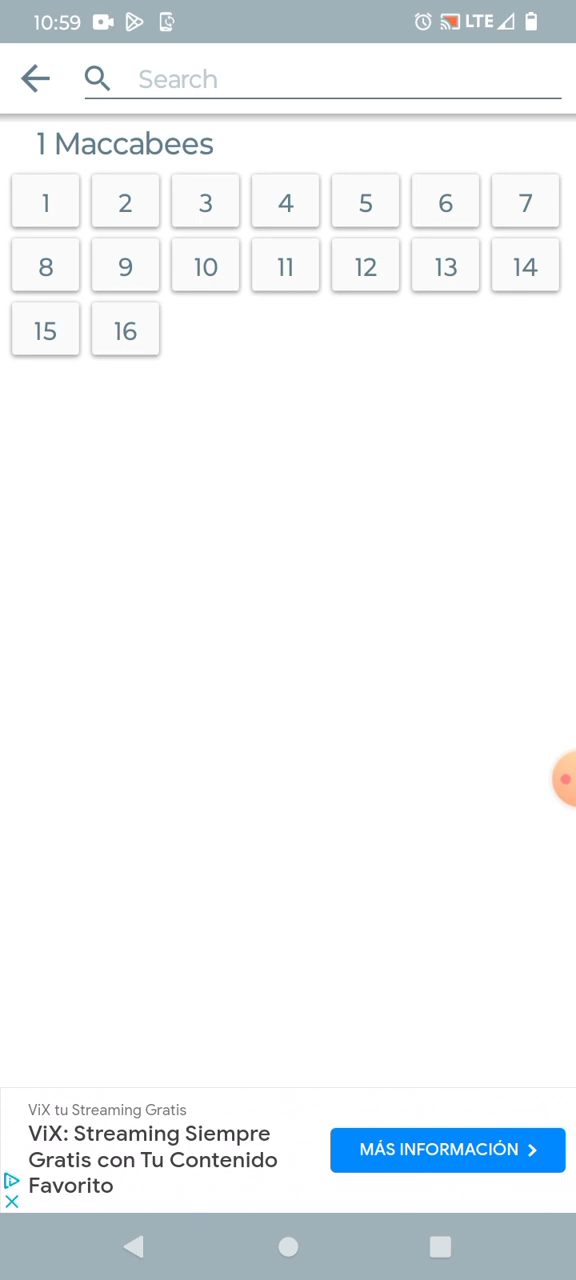 10:59 LTE
Search
1 Maccabees
1 2 3 4 5 6 7
8 9 10 11 12 13 14
15 16
ViX tu Streaming Gratis
ViX: Streaming Siempre
Gratis con Tu Contenido
Favorito
MÁS INFORMACIÓN